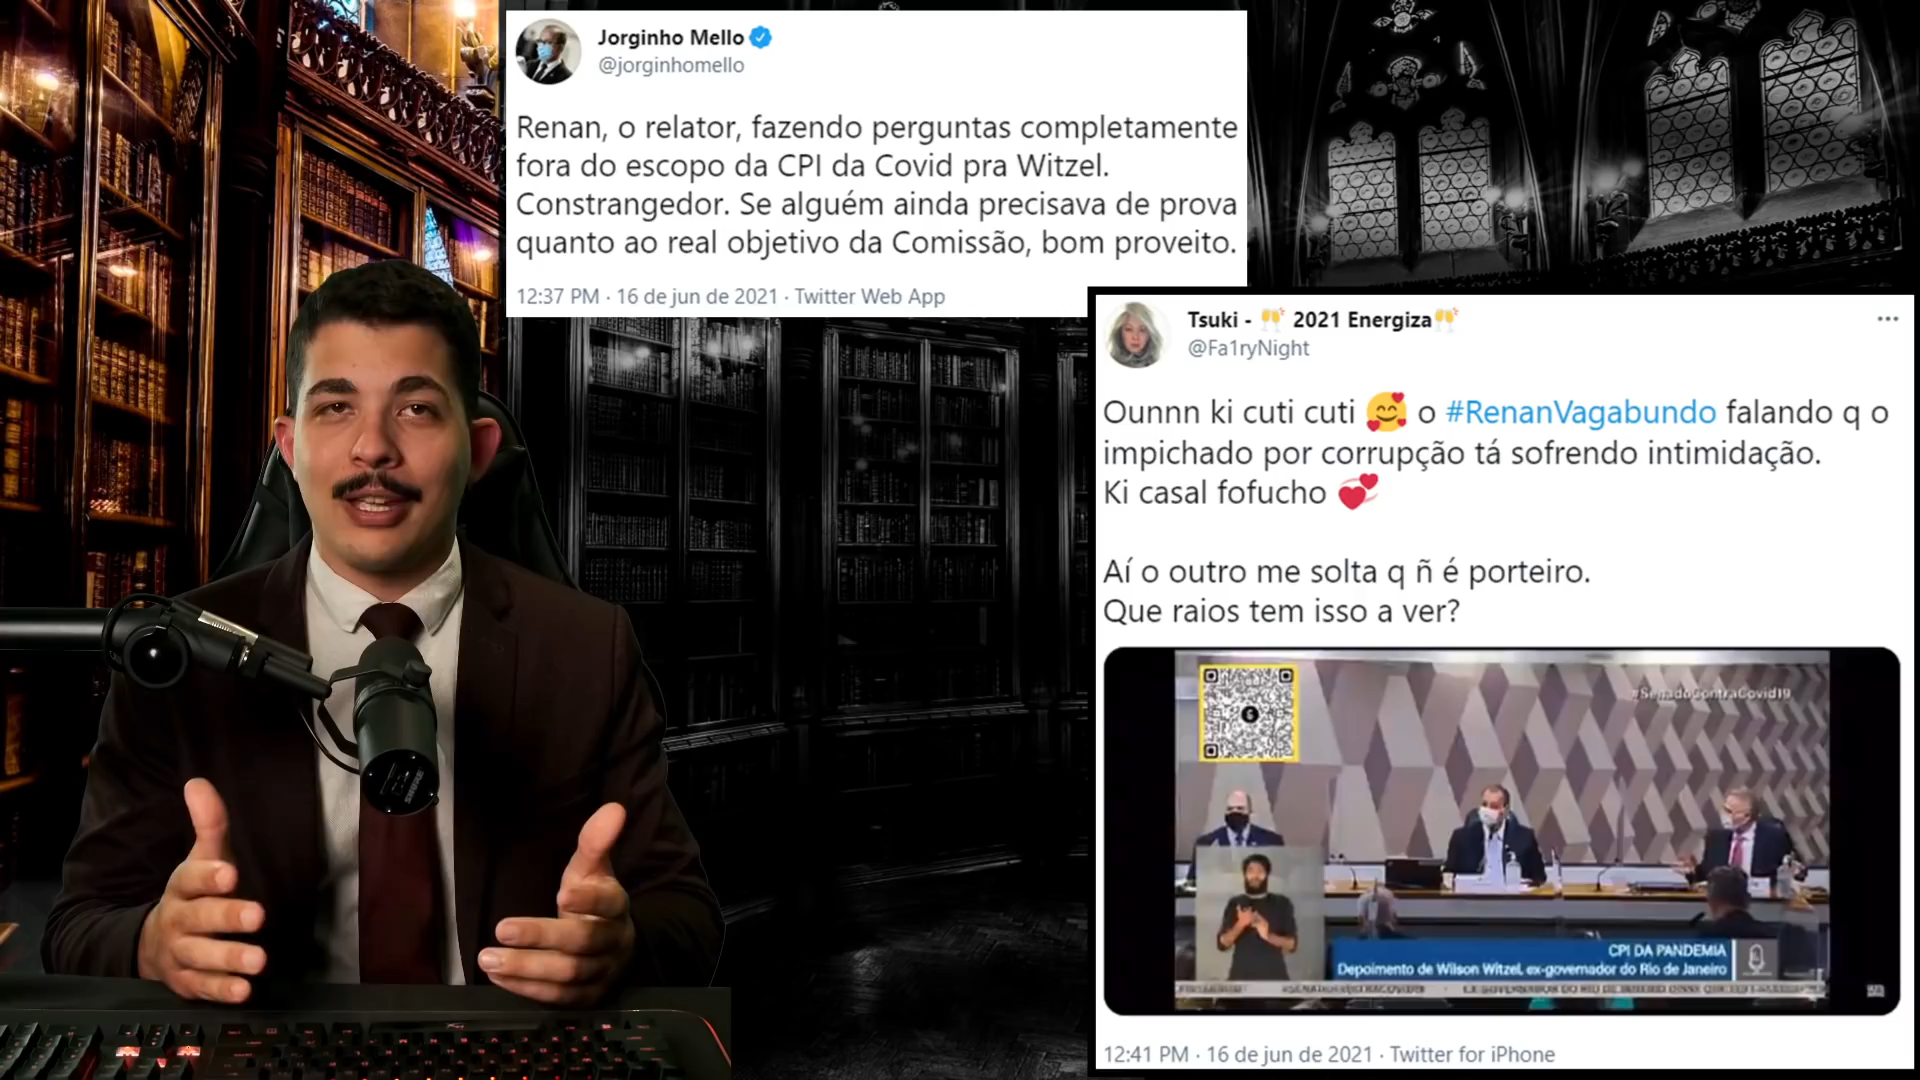 Jorginho Mello
@jorginhomello
Renan, o relator, fazendo perguntas completamente
fora do escopo da CPI da Covid pra Witzel.
Constrangedor. Se alguém ainda precisava de prova
quanto ao real objetivo da Comissão, bom proveito.
12:37 PM · 16 de jun de 2021 · Twitter Web App
Tsuki - 🥂 2021 Energiza🥂
@Fa1ryNight
Ounnn ki cuti cuti 🥰 o #RenanVagabundo falando q o
impichado por corrupção tá sofrendo intimidação.
Ki casal fofucho 💞
Aí o outro me solta q ñ é porteiro.
Que raios tem isso a ver?
#SenadoContraCovid19
CPI DA PANDEMIA
Depoimento de Wilson Witzel, ex-governador do Rio de Janeiro
12:41 PM · 16 de jun de 2021 · Twitter for iPhone
SHURE